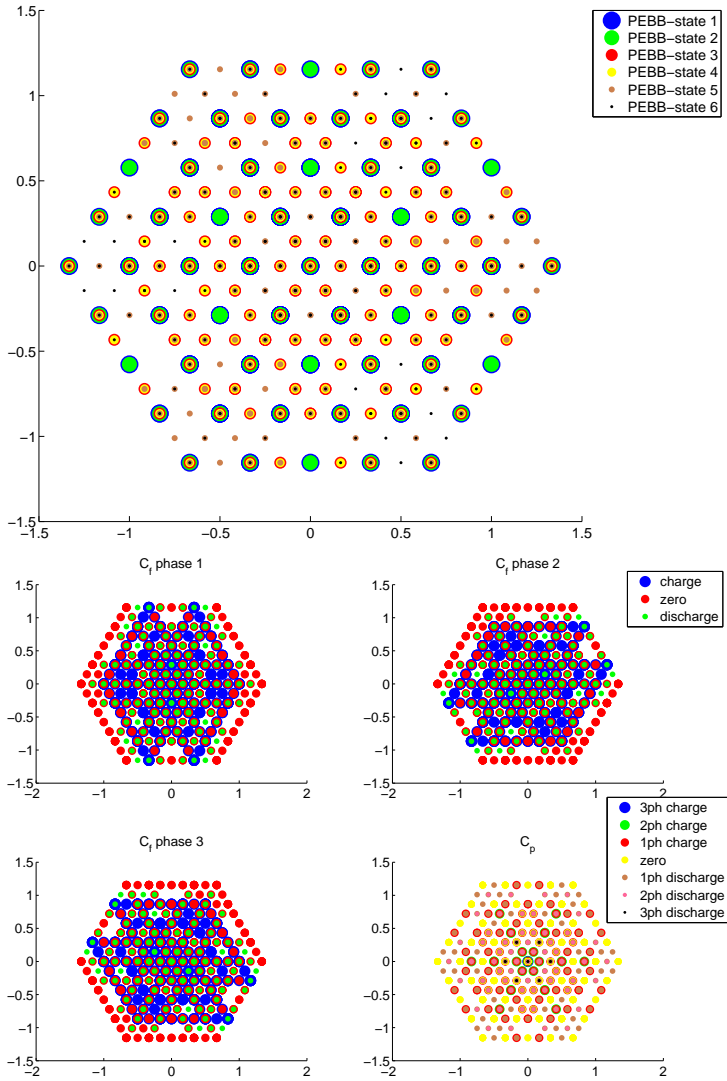 1.5
1
0.5
0
−0.5
−1
−1.5
−1.5 −1 −0.5 0 0.5 1 1.5
PEBB−state 1
PEBB−state 2
PEBB−state 3
PEBB−state 4
PEBB−state 5
PEBB−state 6
C_f phase 1
1.5
1
0.5
0
−0.5
−1
−1.5
−2 −1 0 1 2
C_f phase 2
1.5
1
0.5
0
−0.5
−1
−1.5
−2 −1 0 1 2
charge
zero
discharge
C_f phase 3
1.5
1
0.5
0
−0.5
−1
−1.5
−2 −1 0 1 2
C_p
1.5
1
0.5
0
−0.5
−1
−1.5
−2 −1 0 1 2
3ph charge
2ph charge
1ph charge
zero
1ph discharge
2ph discharge
3ph discharge